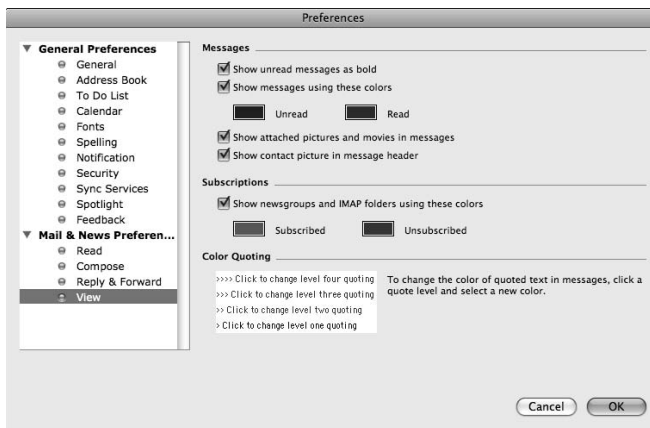 Preferences
General Preferences
General
Address Book
To Do List
Calendar
Fonts
Spelling
Notification
Security
Sync Services
Spotlight
Feedback
Mail & News Preferen...
Read
Compose
Reply & Forward
View
Messages
Show unread messages as bold
Show messages using these colors
Unread Read
Show attached pictures and movies in messages
Show contact picture in message header
Subscriptions
Show newsgroups and IMAP folders using these colors
Subscribed Unsubscribed
Color Quoting
>>>> Click to change level four quoting
>>> Click to change level three quoting
>> Click to change level two quoting
> Click to change level one quoting
To change the color of quoted text in messages, click a
quote level and select a new color.
Cancel OK